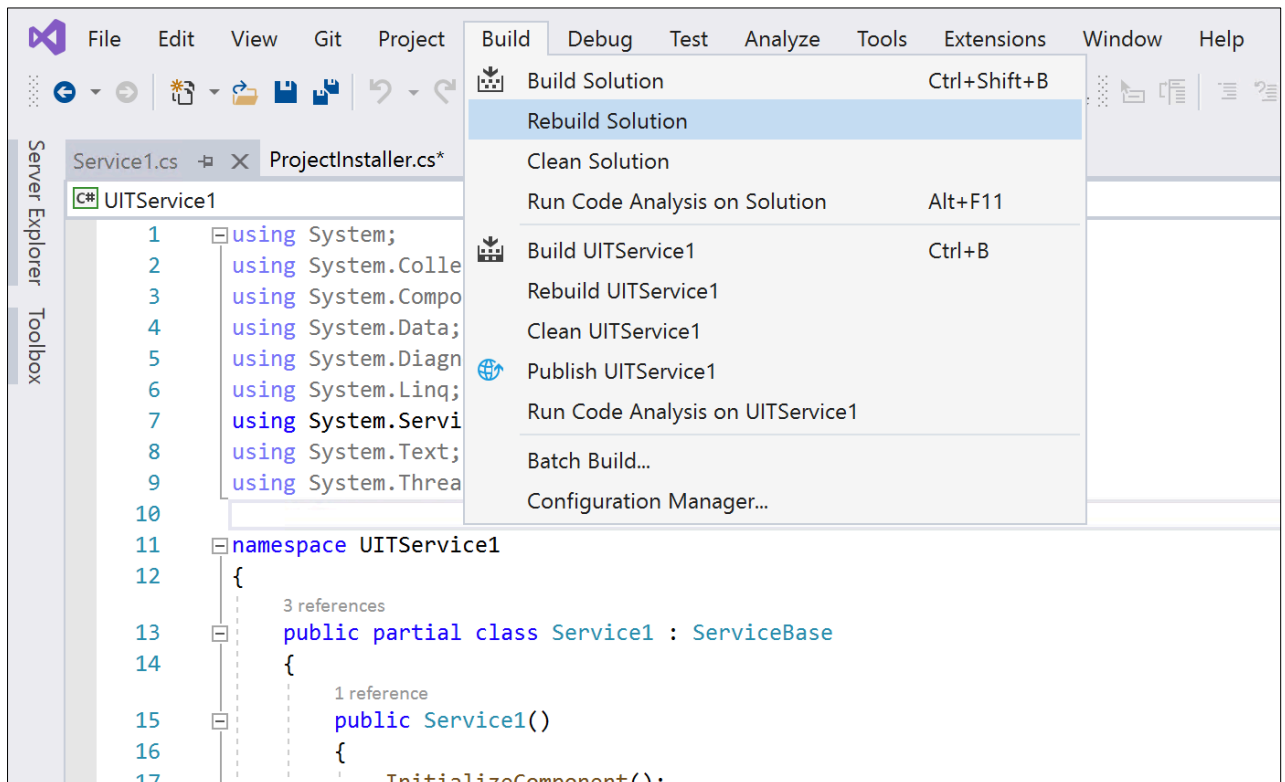 File Edit View Git Project Build Debug Test Analyze Tools Extensions Window Help
Build Solution Ctrl+Shift+B
Rebuild Solution
Clean Solution
Run Code Analysis on Solution Alt+F11
Build UITService1 Ctrl+B
Rebuild UITService1
Clean UITService1
Publish UITService1
Run Code Analysis on UITService1
Batch Build...
Configuration Manager...
Server Explorer
Toolbox
Service1.cs ProjectInstaller.cs*
C# UITService1
1 using System;
2 using System.Colle
3 using System.Compo
4 using System.Data;
5 using System.Diagn
6 using System.Linq;
7 using System.Servi
8 using System.Text;
9 using System.Threa
10
11 namespace UITService1
12 {
3 references
13 public partial class Service1 : ServiceBase
14 {
1 reference
15 public Service1()
16 {
17 InitializeComponent();